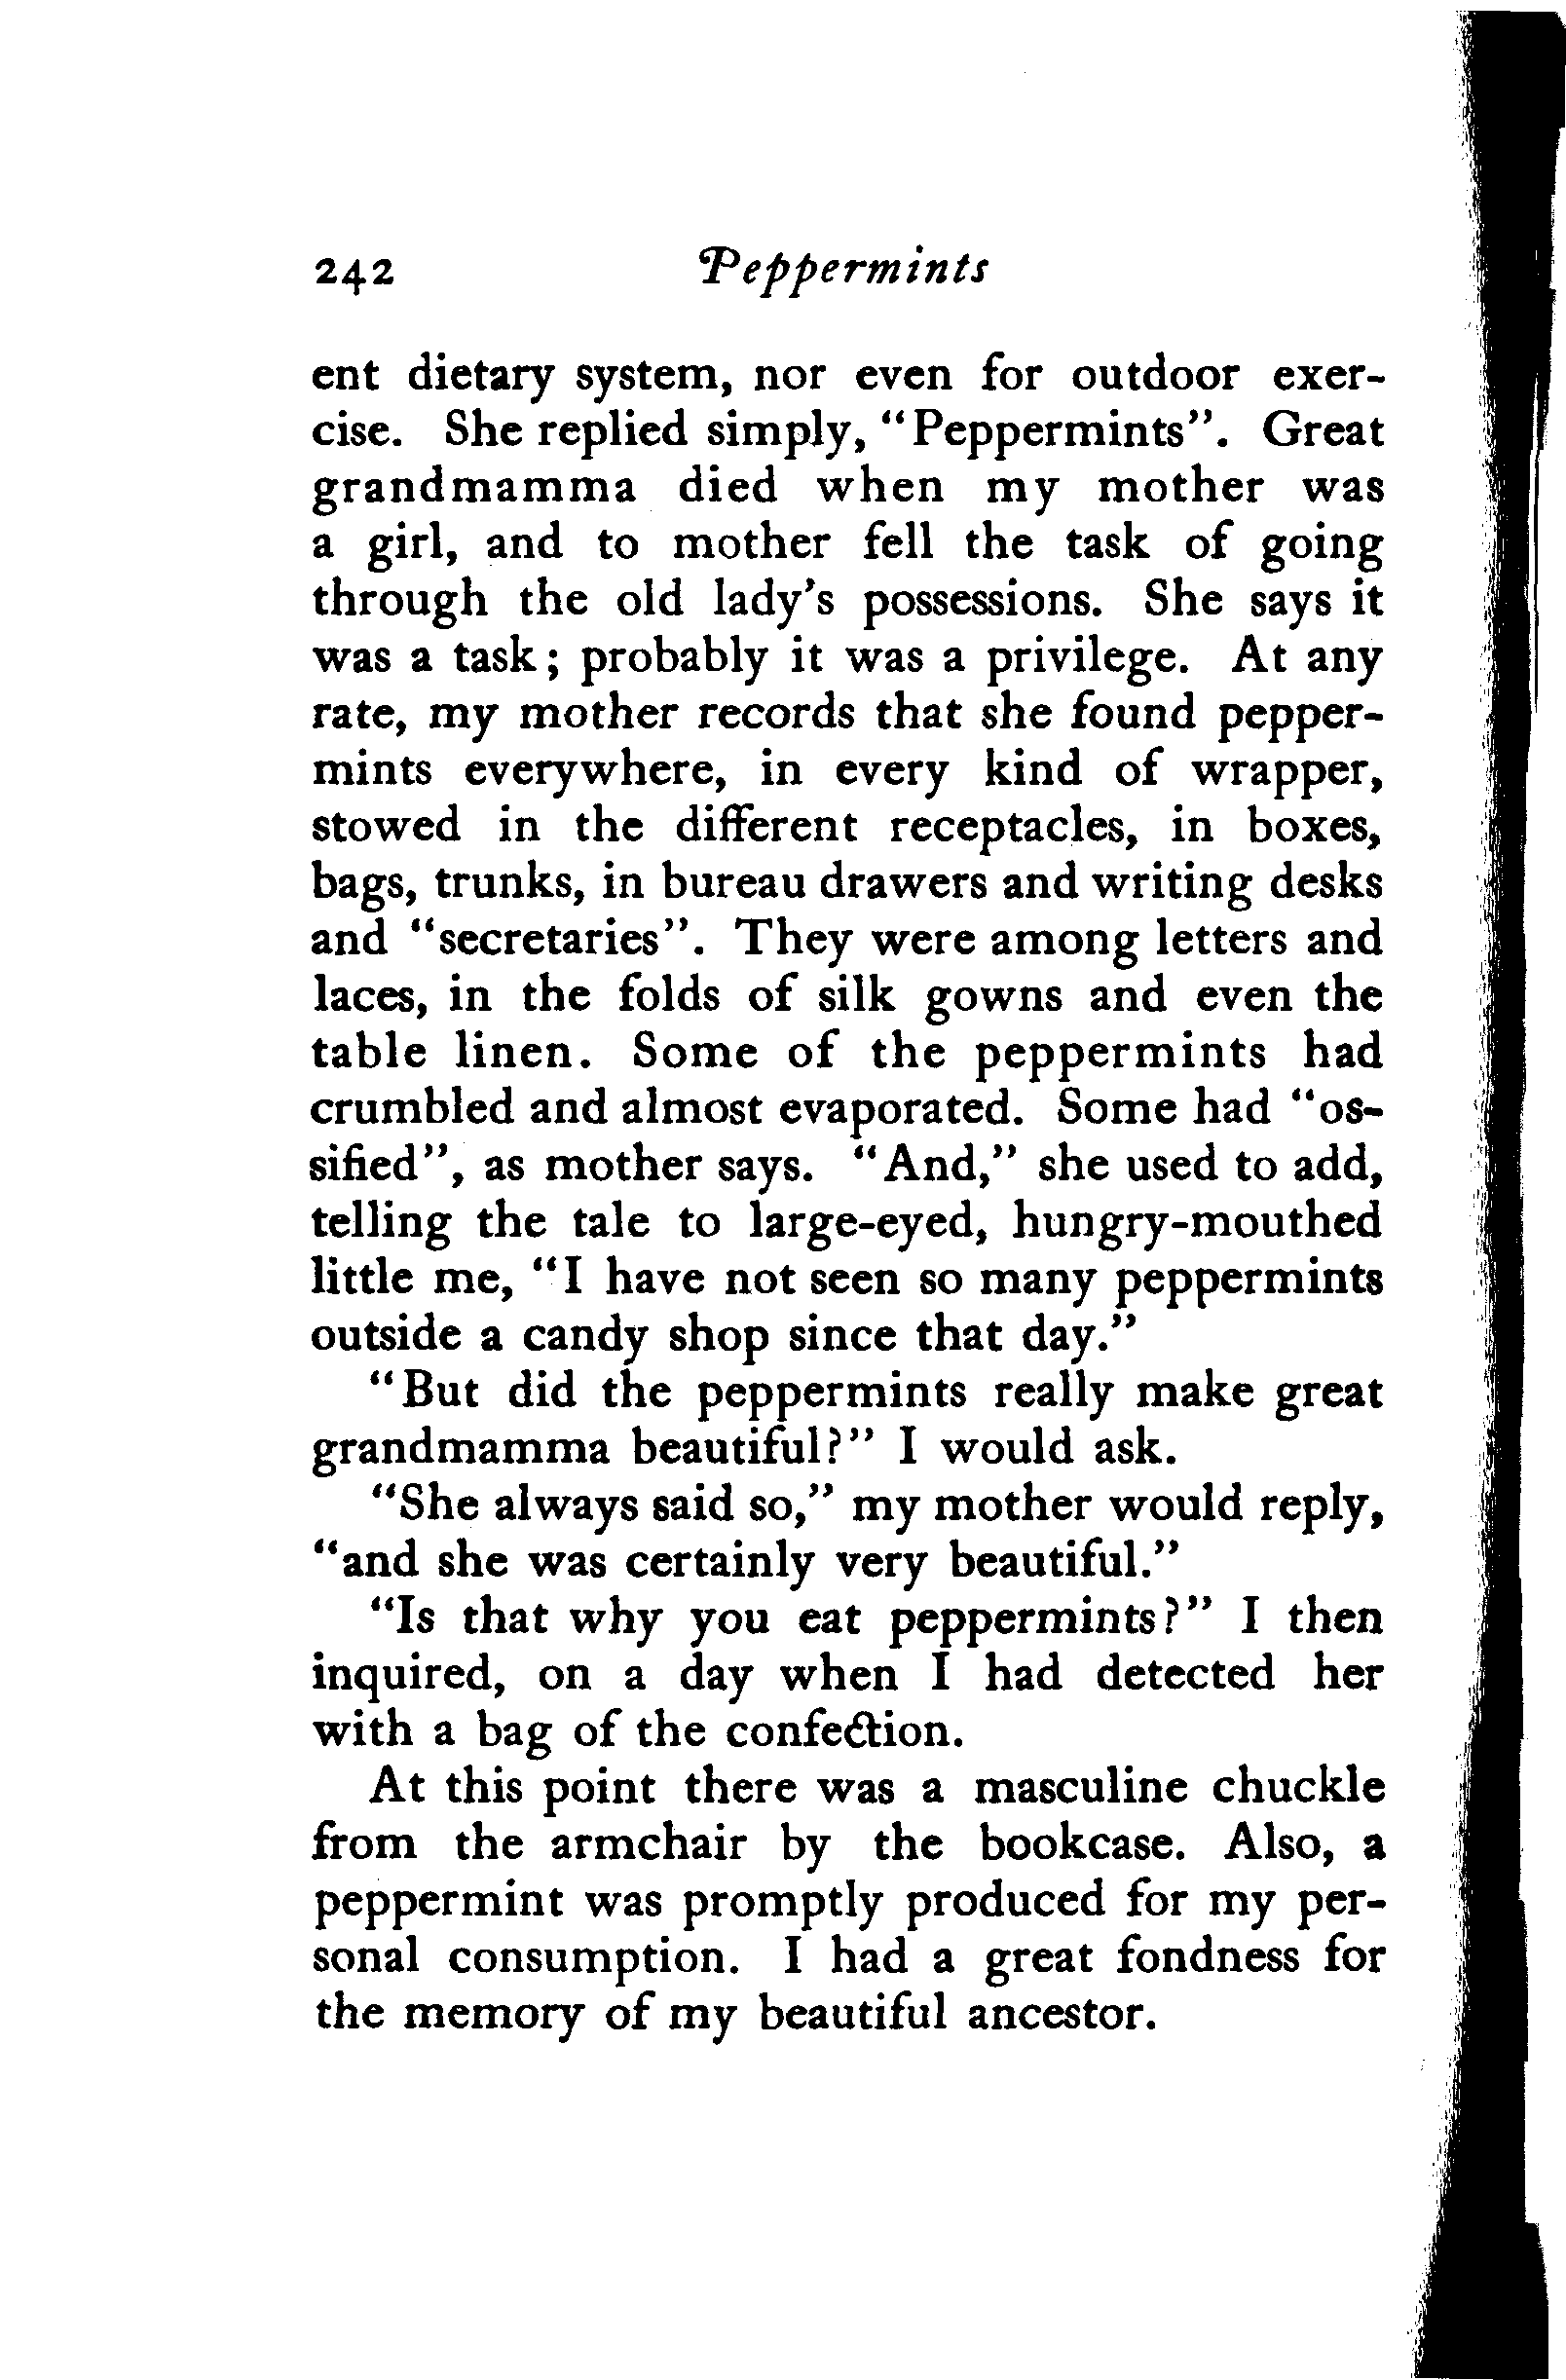 242 Peppermints
ent dietary system, nor even for outdoor exer-
cise. She replied simply, “Peppermints”. Great
grandmamma died when my mother was
a girl, and to mother fell the task of going
through the old lady's possessions. She says it
was a task; probably it was a privilege. At any
rate, my mother records that she found pepper-
mints everywhere, in every kind of wrapper,
stowed in the different receptacles, in boxes,
bags, trunks, in bureau drawers and writing desks
and “secretaries”. They were among letters and
laces, in the folds of silk gowns and even the
table linen. Some of the peppermints had
crumbled and almost evaporated. Some had “os-
sified”, as mother says. “And,” she used to add,
telling the tale to large-eyed, hungry-mouthed
little me, “I have not seen so many peppermints
outside a candy shop since that day.”
“But did the peppermints really make great
grandmamma beautiful?” I would ask.
“She always said so,” my mother would reply,
“and she was certainly very beautiful.”
“Is that why you eat peppermints?” I then
inquired, on a day when I had detected her
with a bag of the confection.
At this point there was a masculine chuckle
from the armchair by the bookcase. Also, a
peppermint was promptly produced for my per-
sonal consumption. I had a great fondness for
the memory of my beautiful ancestor.